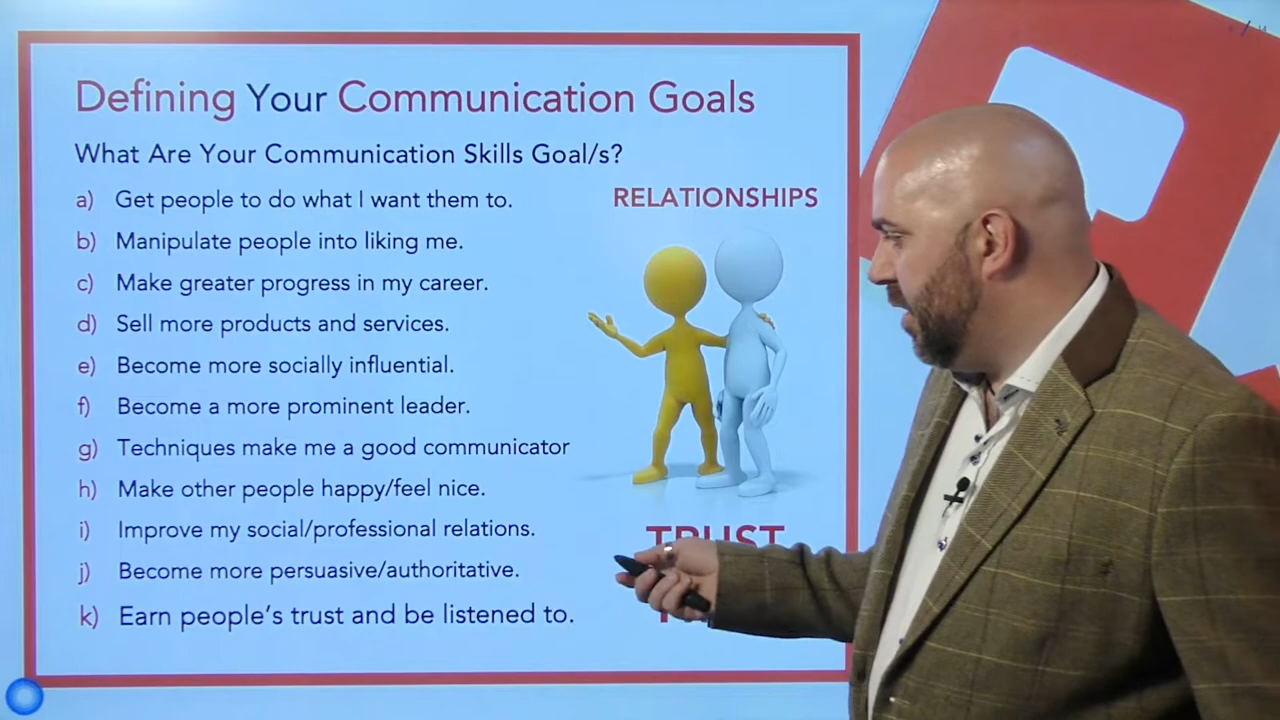 Defining Your Communication Goals
What Are Your Communication Skills Goal/s?
a) Get people to do what I want them to.
b) Manipulate people into liking me.
c) Make greater progress in my career.
d) Sell more products and services.
e) Become more socially influential.
f) Become a more prominent leader.
g) Techniques make me a good communicator
h) Make other people happy/feel nice.
i) Improve my social/professional relations.
j) Become more persuasive/authoritative.
k) Earn people's trust and be listened to.
RELATIONSHIPS
TRUST